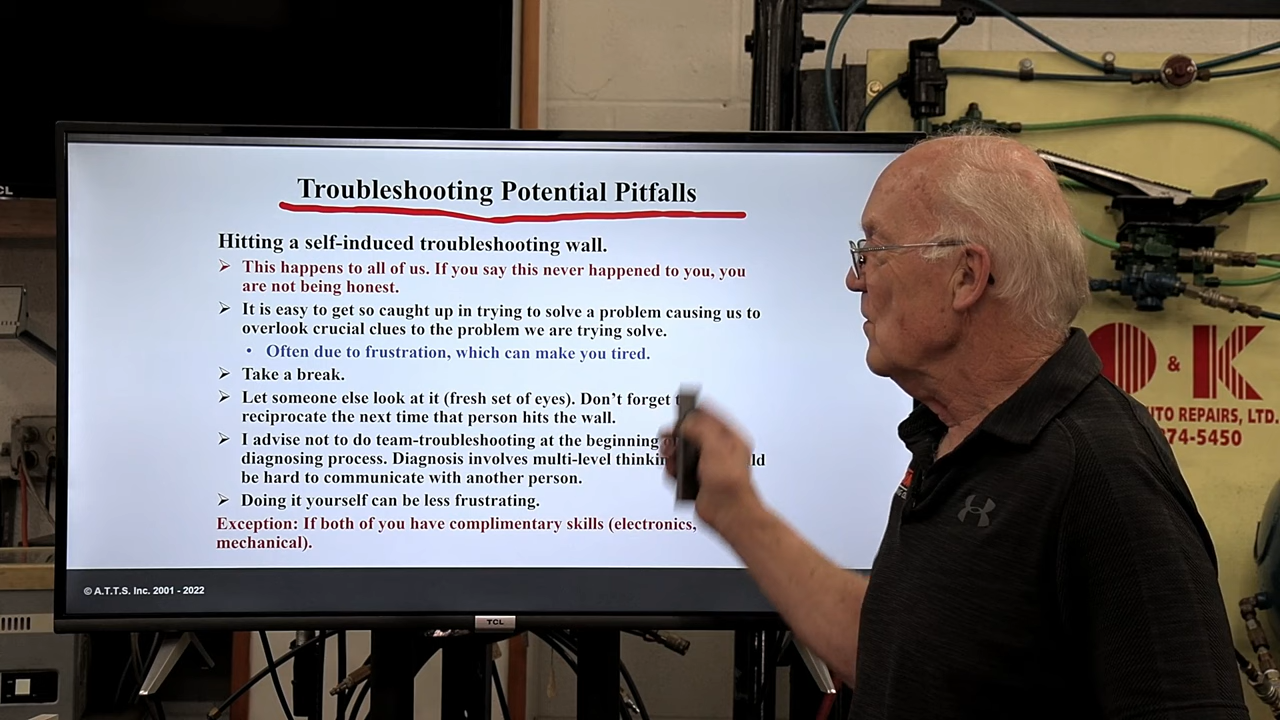 Troubleshooting Potential Pitfalls
Hitting a self-induced troubleshooting wall.
➢ This happens to all of us. If you say this never happened to you, you
are not being honest.
➢ It is easy to get so caught up in trying to solve a problem causing us to
overlook crucial clues to the problem we are trying solve.
• Often due to frustration, which can make you tired.
➢ Take a break.
➢ Let someone else look at it (fresh set of eyes). Don't forget
reciprocate the next time that person hits the wall.
➢ I advise not to do team-troubleshooting at the beginning
diagnosing process. Diagnosis involves multi-level
be hard to communicate with another person.
➢ Doing it yourself can be less frustrating.
Exception: If both of you have complimentary skills (electronics,
mechanical).
© A.T.T.S. Inc. 2001 - 2022
TCL
CL
O & K
UTO REPAIRS, LTD.
74-5450